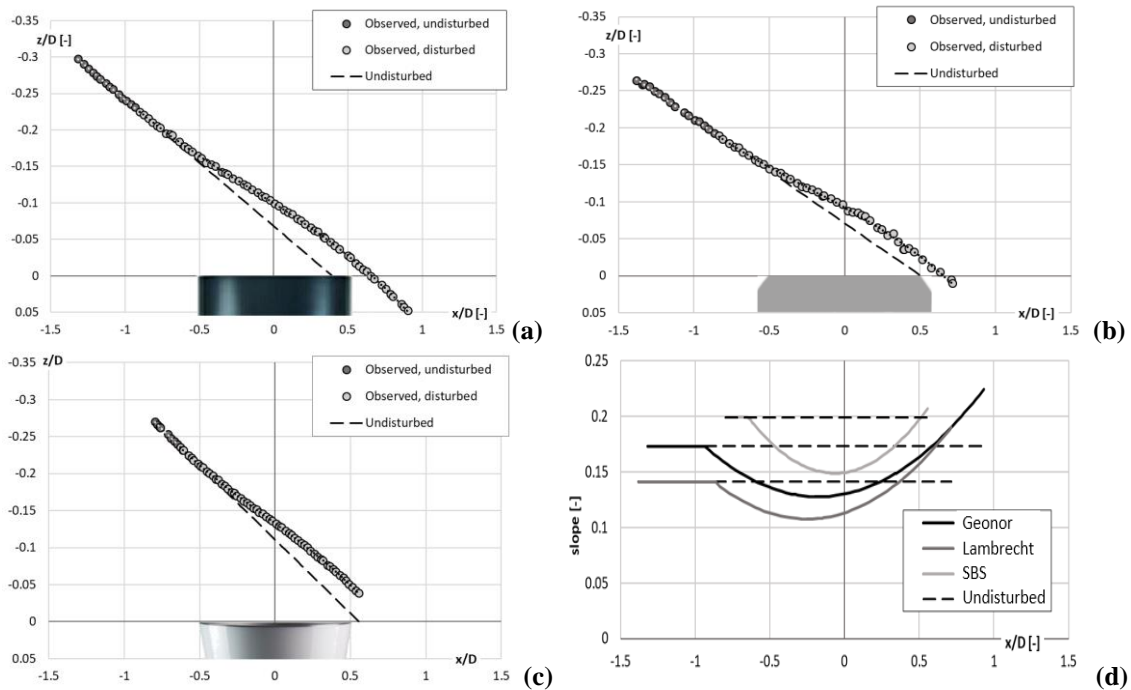 -0.35
z/D [-]
-0.3
-0.25
-0.2
-0.15
-0.1
-0.05
0
0.05
-1.5
-1
-0.5
0
0.5
1
1.5
x/D [-]
Observed, undisturbed
Observed, disturbed
Undisturbed
(a)
-0.35
z/D [-]
-0.3
-0.25
-0.2
-0.15
-0.1
-0.05
0
0.05
-1.5
-1
-0.5
0
0.5
1
1.5
x/D [-]
Observed, undisturbed
Observed, disturbed
Undisturbed
(b)
-0.35
z/D
-0.3
-0.25
-0.2
-0.15
-0.1
-0.05
0
0.05
-1.5
-1
-0.5
0
0.5
1
1.5
x/D
Observed, undisturbed
Observed, disturbed
Undisturbed
(c)
0.25
0.2
0.15
0.1
0.05
0
slope [-]
-1.5
-1
-0.5
0
0.5
1
1.5
x/D [-]
Geonor
Lambrecht
SBS
Undisturbed
(d)